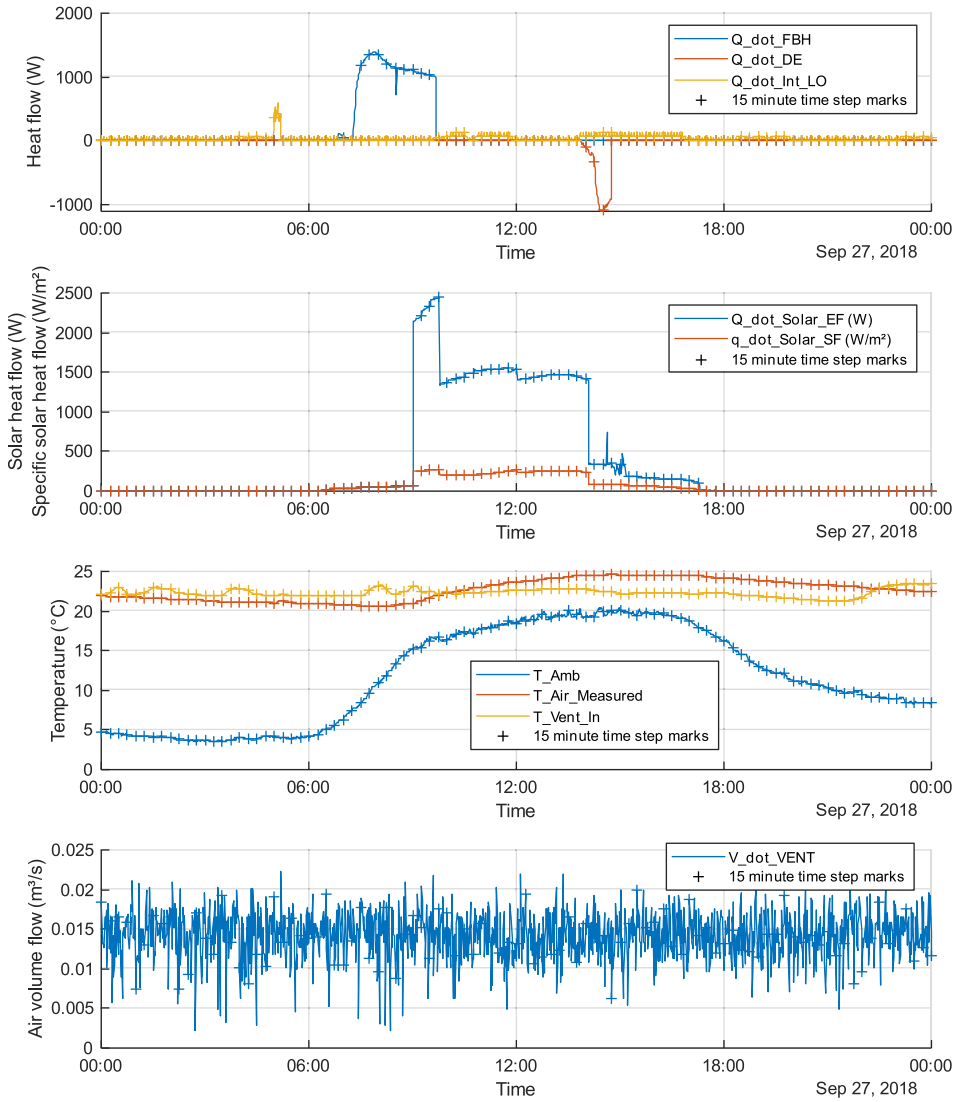 Heat flow (W)
1000
0
-1000
Q_dot_FBH
Q_dot_DE
Q_dot_Int_LO
15 minute time step marks
00:00 06:00 12:00 18:00 00:00
Time
Sep 27, 2018
Solar heat flow (W)
Specific solar heat flow (W/m²)
2500
2000
1500
1000
500
0
Q_dot_Solar_EF (W)
q_dot_Solar_SF (W/m²)
15 minute time step marks
00:00 06:00 12:00 18:00 00:00
Time
Sep 27, 2018
Temperature (°C)
25
20
15
10
5
0
T_Amb
T_Air_Measured
T_Vent_In
15 minute time step marks
00:00 06:00 12:00 18:00 00:00
Time
Sep 27, 2018
Air volume flow (m³/s)
0.025
0.02
0.015
0.01
0.005
0
V_dot_VENT
15 minute time step marks
00:00 06:00 12:00 18:00 00:00
Time
Sep 27, 2018